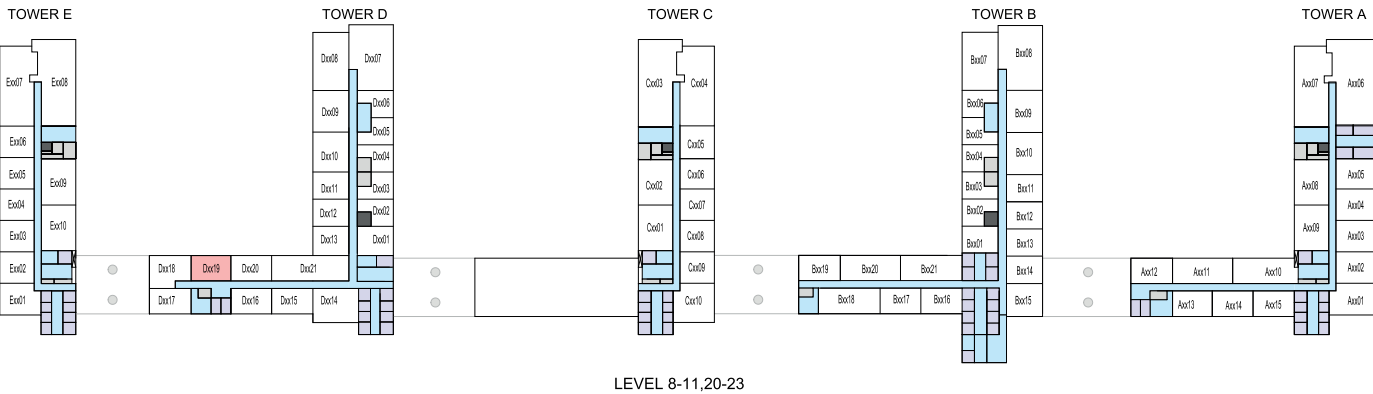 TOWER E TOWER D TOWER C TOWER B TOWER A
Exx07 Exx08
Exx06
Exx05 Exx09
Exx04
Exx03 Exx10
Exx02
Exx01
Dxx08 Dxx07
Dxx09 Dxx06
Dxx05
Dxx10 Dxx04
Dxx11 Dxx03
Dxx12 Dxx02
Dxx13 Dxx01
Dxx18 Dxx19 Dxx20 Dxx21
Dxx17 Dxx16 Dxx15 Dxx14
Cxx03 Cxx04
Cxx05
Cxx02 Cxx06
Cxx07
Cxx01 Cxx08
Cxx09
Cxx10
Bxx07 Bxx08
Bxx06 Bxx09
Bxx05
Bxx04 Bxx10
Bxx03 Bxx11
Bxx02 Bxx12
Bxx01 Bxx13
Bxx19 Bxx20 Bxx21 Bxx14
Bxx18 Bxx17 Bxx16 Bxx15
Axx07 Axx06
Axx08 Axx05
Axx04
Axx09 Axx03
Axx12 Axx11 Axx10 Axx02
Axx13 Axx14 Axx15 Axx01
LEVEL 8-11,20-23